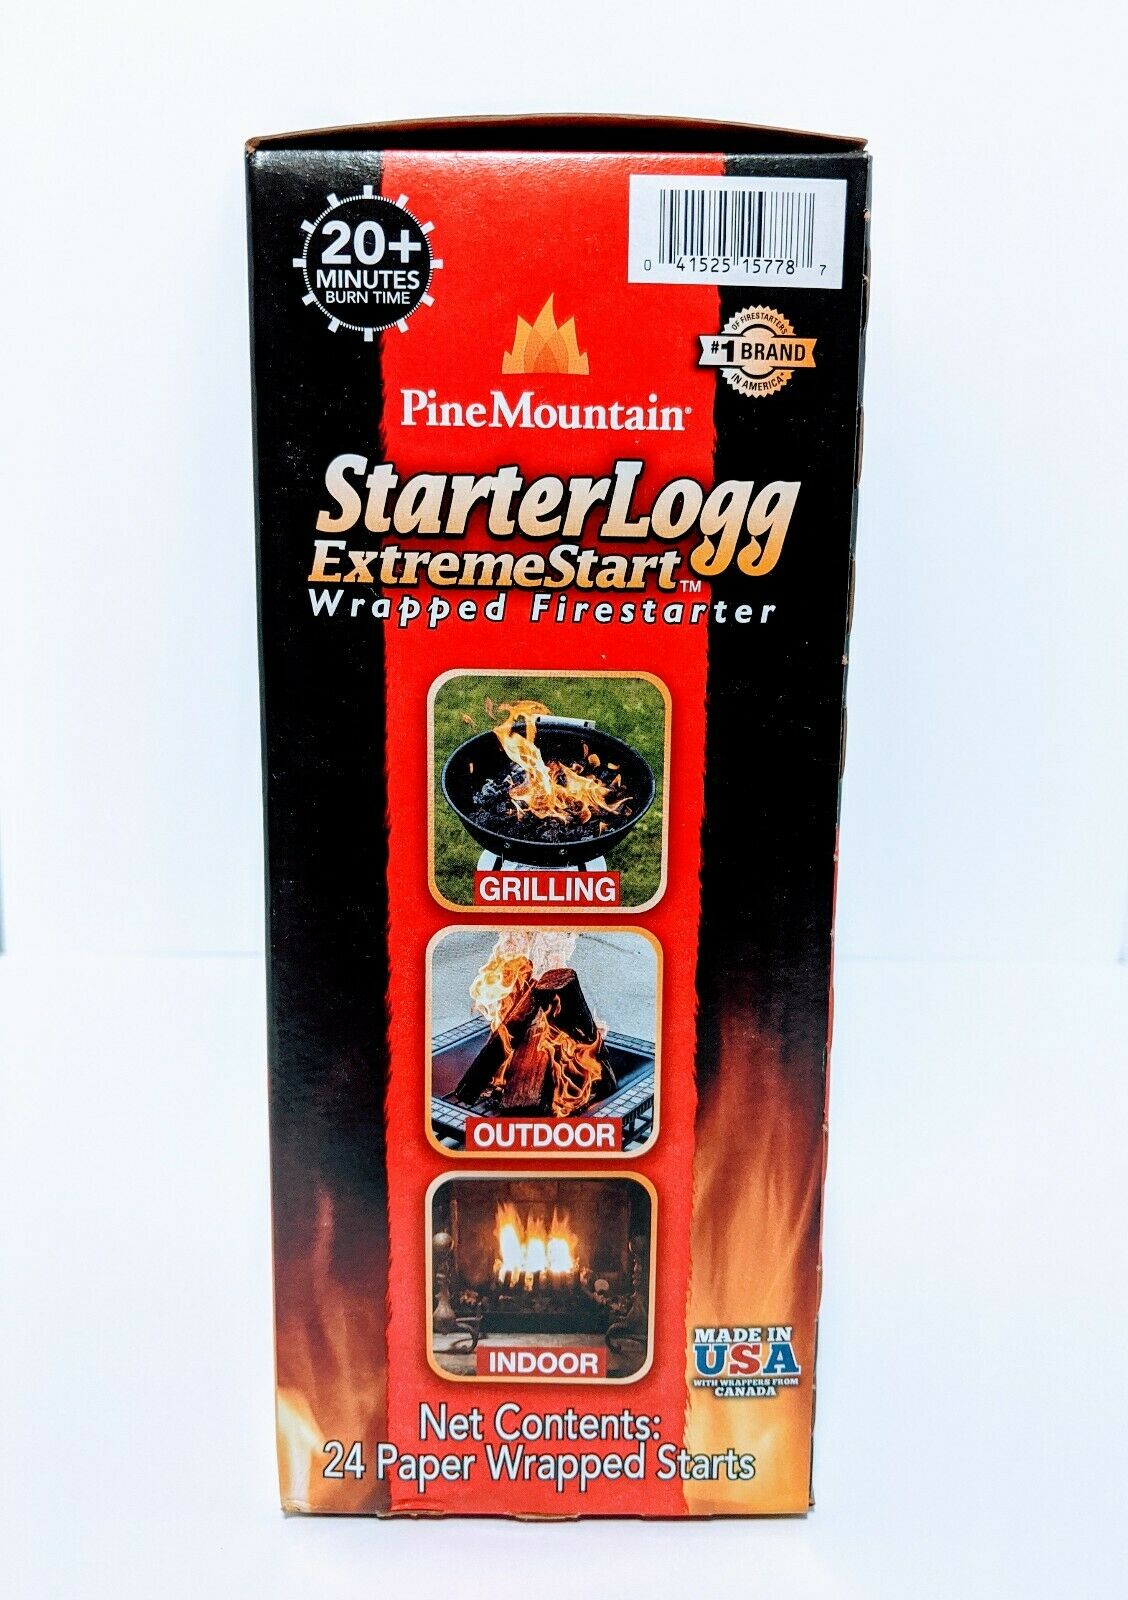 20+
MINUTES
BURN TIME
0 41525 15778 7
OF FIRESTARTERS
#1 BRAND
IN AMERICA*
PineMountain®
StarterLogg
ExtremeStart™
Wrapped Firestarter
GRILLING
OUTDOOR
INDOOR
MADE IN
USA
WITH WRAPPERS FROM
CANADA
Net Contents:
24 Paper Wrapped Starts